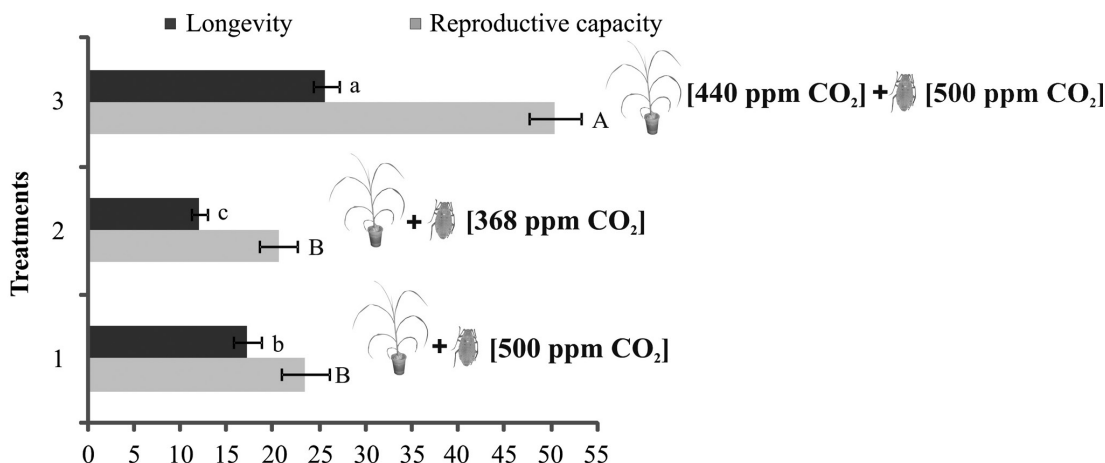 Longevity Reproductive capacity
Treatments
3
a
A
[440 ppm CO₂] + [500 ppm CO₂]
2
c
B
+ [368 ppm CO₂]
1
b
B
+ [500 ppm CO₂]
0 5 10 15 20 25 30 35 40 45 50 55